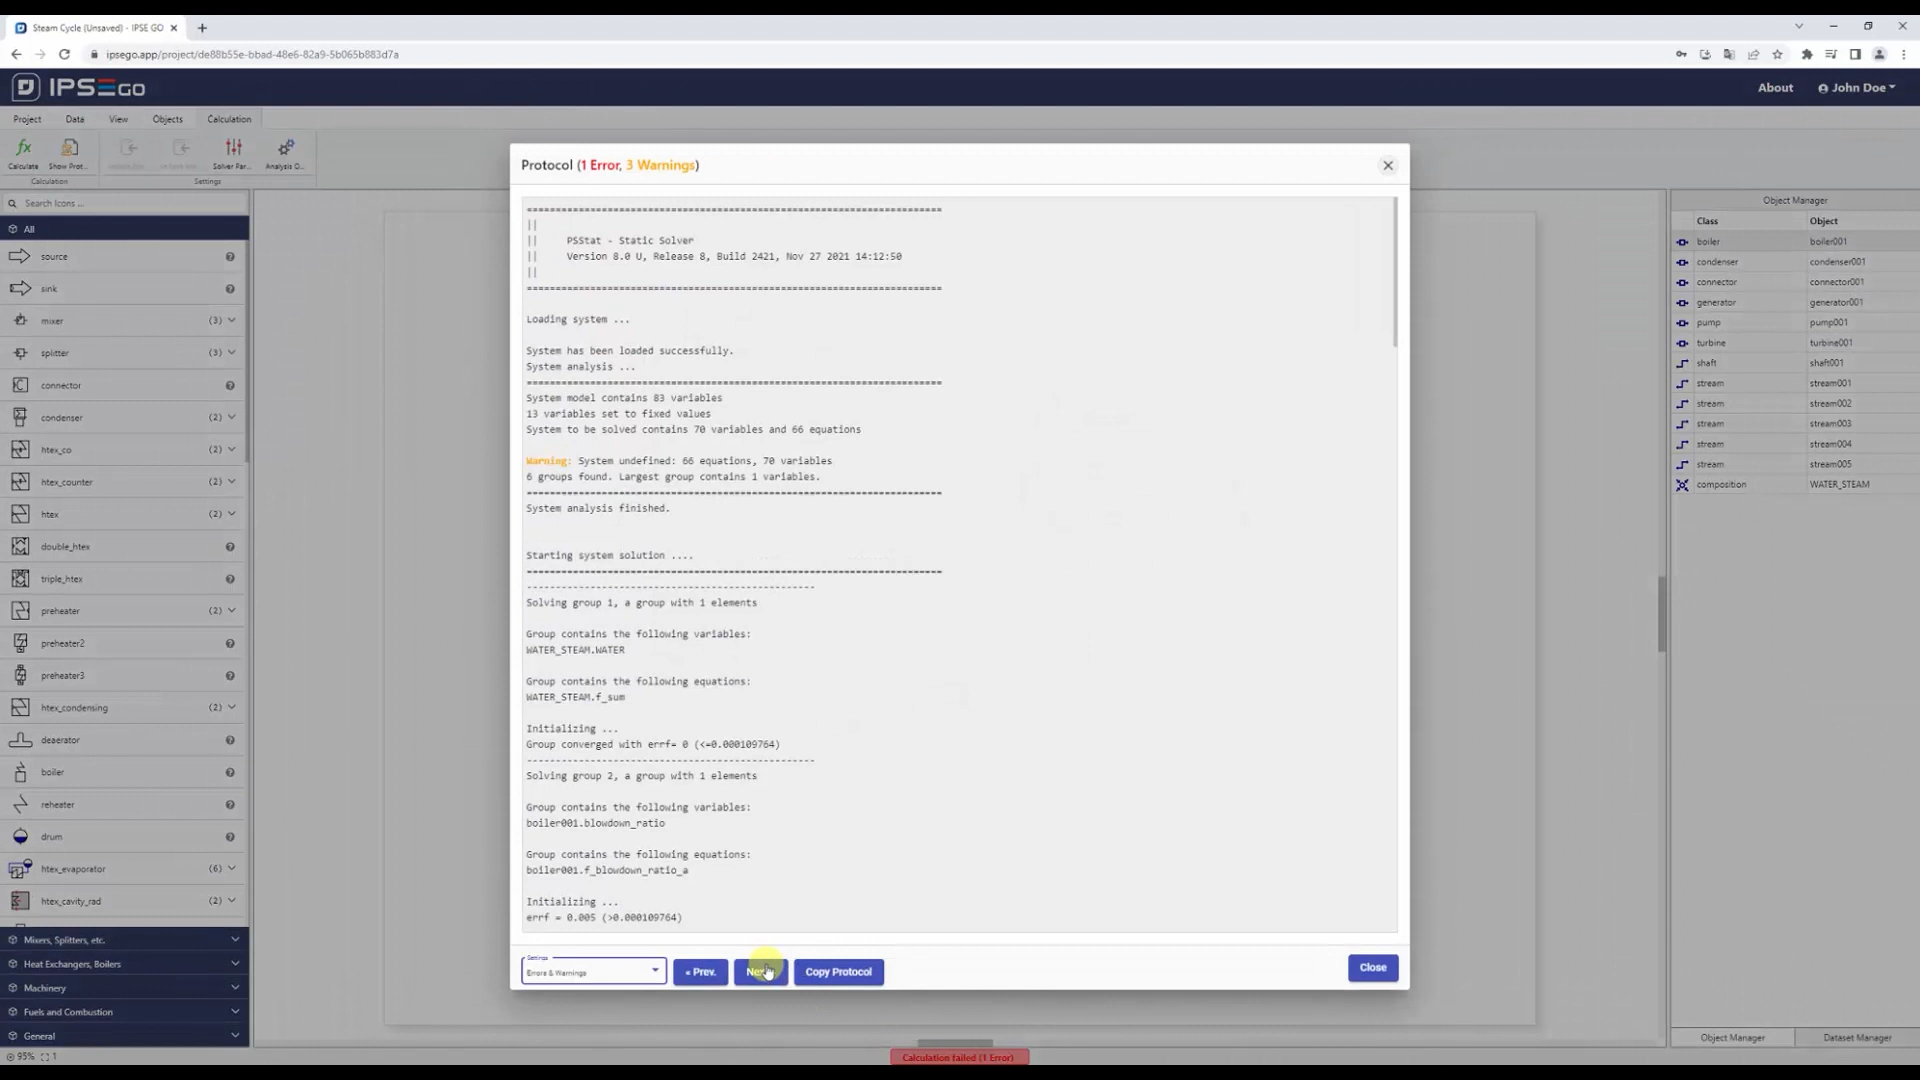 Steam Cycle (Unsaved) - IPSE GO
ipsego.app/project/de88b55e-bbad-48e6-82a9-5b065b883d7a
IPSEGO
About
John Doe
Project
Data
View
Objects
Calculation
Calculate
Show Prot...
Solver Par...
Analysis O...
Calculation
Settings
Search Icons ...
All
source
sink
mixer (3)
splitter (3)
connector
condenser (2)
htex_co (2)
htex_counter (2)
htex (2)
double_htex
triple_htex
preheater (2)
preheater2
preheater3
htex_condensing (2)
deaerator
boiler
reheater
drum
htex_evaporator (6)
htex_cavity_rad (2)
Mixers, Splitters, etc.
Heat Exchangers, Boilers
Machinery
Fuels and Combustion
General
95%
1
Protocol (1 Error, 3 Warnings)
========================================================================
||
|| PSStat - Static Solver
|| Version 8.0 U, Release 8, Build 2421, Nov 27 2021 14:12:50
||
========================================================================
Loading system ...
System has been loaded successfully.
System analysis ...
========================================================================
System model contains 83 variables
13 variables set to fixed values
System to be solved contains 70 variables and 66 equations
Warning: System undefined: 66 equations, 70 variables
6 groups found. Largest group contains 1 variables.
========================================================================
System analysis finished.
Starting system solution ....
========================================================================
--------------------------------------------------
Solving group 1, a group with 1 elements
Group contains the following variables:
WATER_STEAM.WATER
Group contains the following equations:
WATER_STEAM.f_sum
Initializing ...
Group converged with errf= 0 (<=0.000109764)
--------------------------------------------------
Solving group 2, a group with 1 elements
Group contains the following variables:
boiler001.blowdown_ratio
Group contains the following equations:
boiler001.f_blowdown_ratio_a
Initializing ...
errf = 0.005 (>0.000109764)
Settings
Errors & Warnings
« Prev.
Copy Protocol
Close
Calculation failed (1 Error)
Object Manager
Class Object
boiler boiler001
condenser condenser001
connector connector001
generator generator001
pump pump001
turbine turbine001
shaft shaft001
stream stream001
stream stream002
stream stream003
stream stream004
stream stream005
composition WATER_STEAM
Object Manager
Dataset Manager